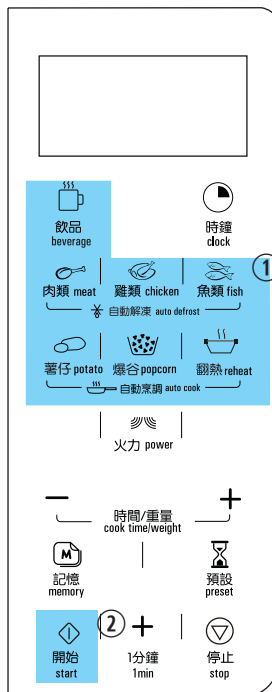 飲品
beverage
時鐘
clock
①
肉類 meat
雞類 chicken
魚類 fish
自動解凍 auto defrost
薯仔 potato
爆谷 popcorn
翻熱 reheat
自動烹調 auto cook
火力 power
− +
時間/重量
cook time/weight
M
記憶
memory
預設
preset
② +
開始
start
1分鐘
1min
停止
stop